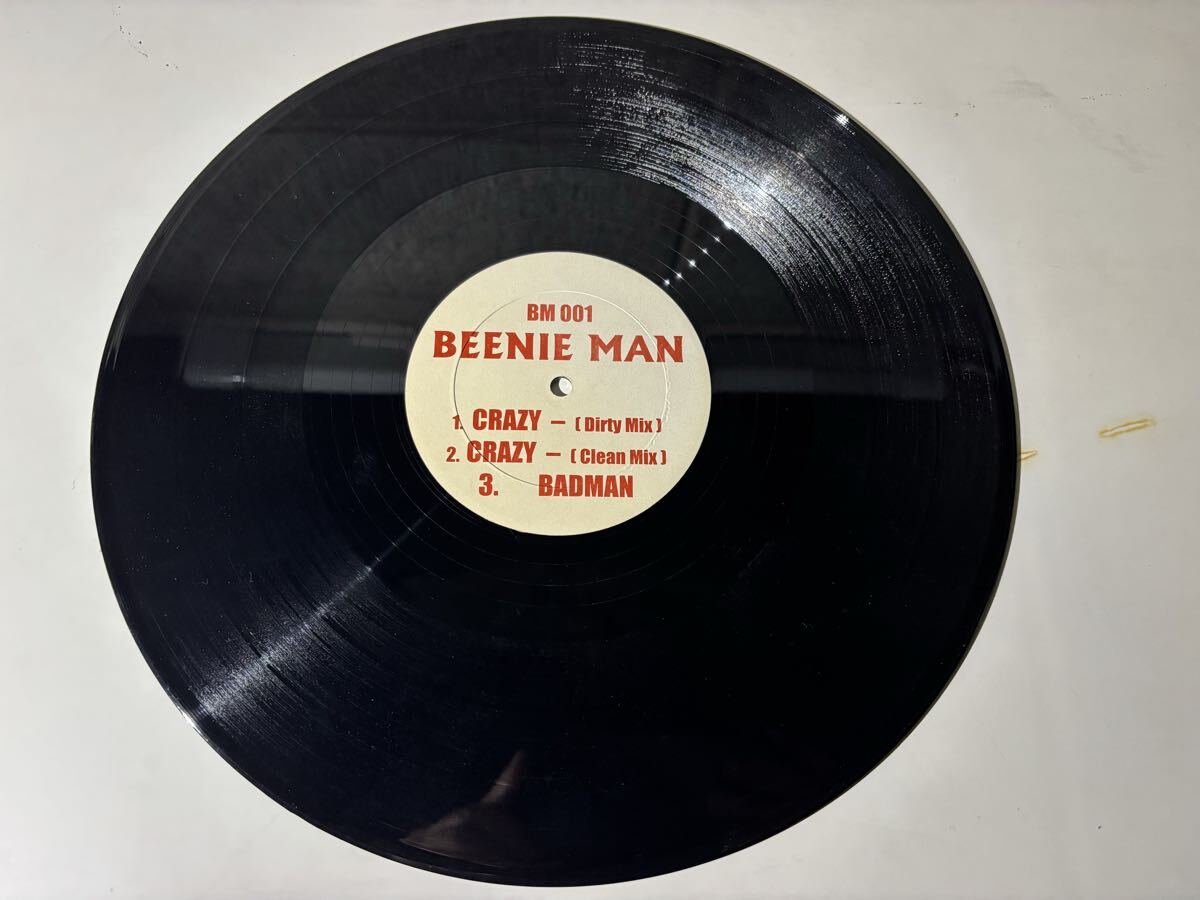 BM 001
BEENIE MAN
1. CRAZY – ( Dirty Mix )
2. CRAZY – ( Clean Mix )
3. BADMAN